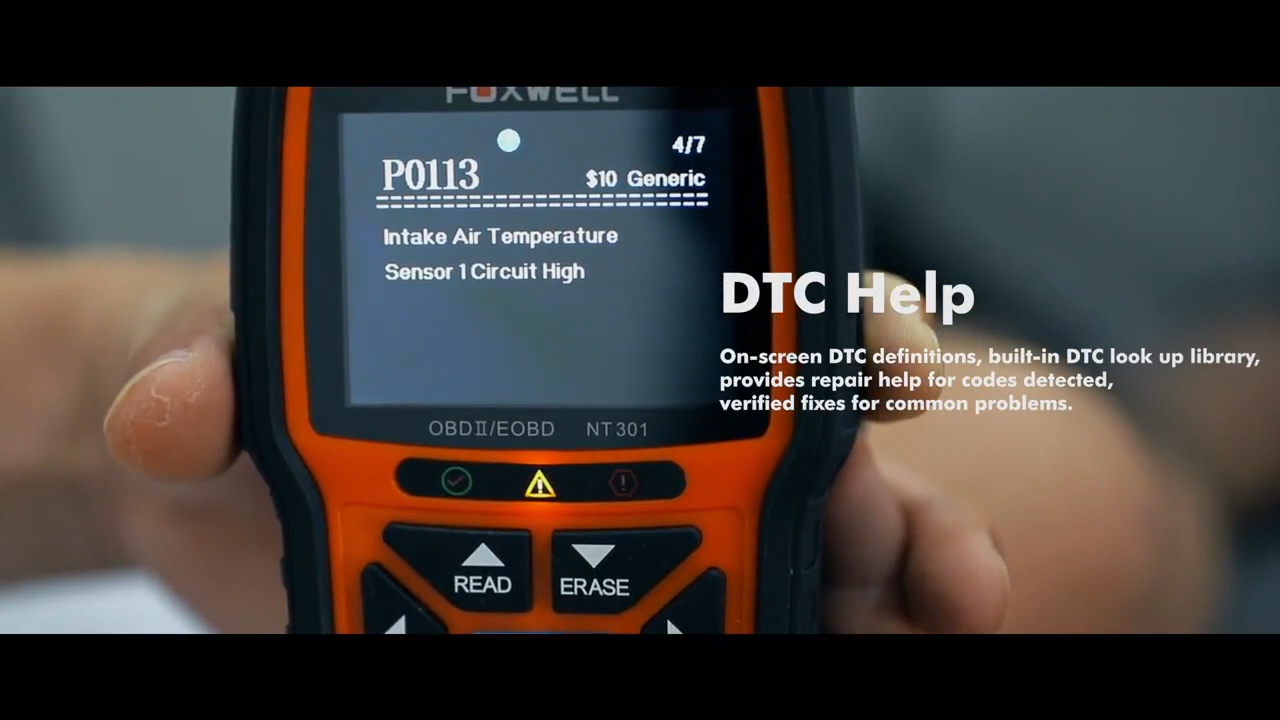 FOXWELL
4/7
P0113
$10 Generic
Intake Air Temperature
Sensor 1 Circuit High
DTC Help
On-screen DTC definitions, built-in DTC look up library,
provides repair help for codes detected,
verified fixes for common problems.
OBDII/EOBD NT301
READ
ERASE